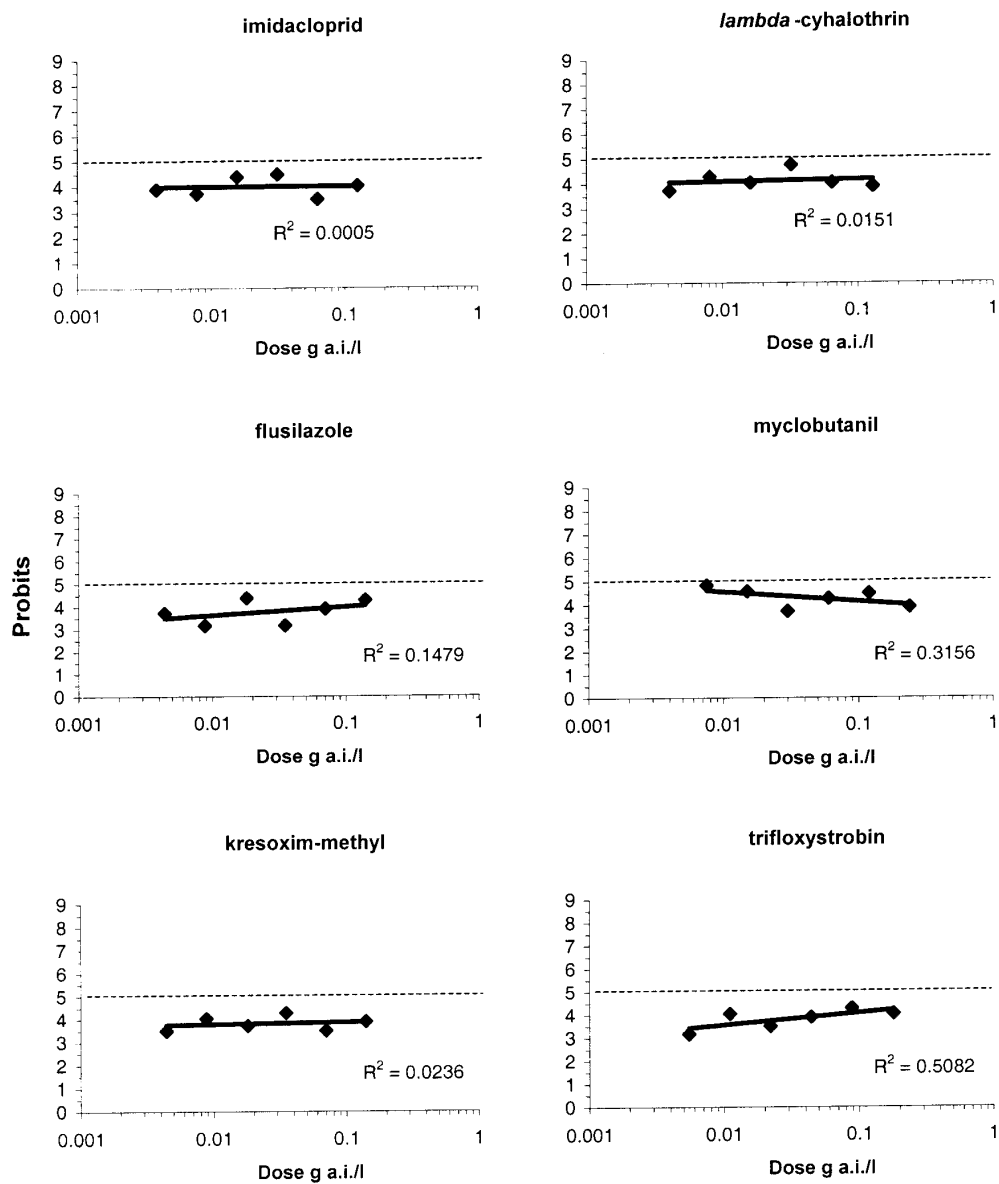 imidacloprid
9
8
7
6
5
4
3
2
1
0
R² = 0.0005
0.001 0.01 0.1 1
Dose g a.i./l
lambda -cyhalothrin
9
8
7
6
5
4
3
2
1
0
R² = 0.0151
0.001 0.01 0.1 1
Dose g a.i./l
Probits
flusilazole
9
8
7
6
5
4
3
2
1
0
R² = 0.1479
0.001 0.01 0.1 1
Dose g a.i./l
myclobutanil
9
8
7
6
5
4
3
2
1
0
R² = 0.3156
0.001 0.01 0.1 1
Dose g a.i./l
kresoxim-methyl
9
8
7
6
5
4
3
2
1
0
R² = 0.0236
0.001 0.01 0.1 1
Dose g a.i./l
trifloxystrobin
9
8
7
6
5
4
3
2
1
0
R² = 0.5082
0.001 0.01 0.1 1
Dose g a.i./l